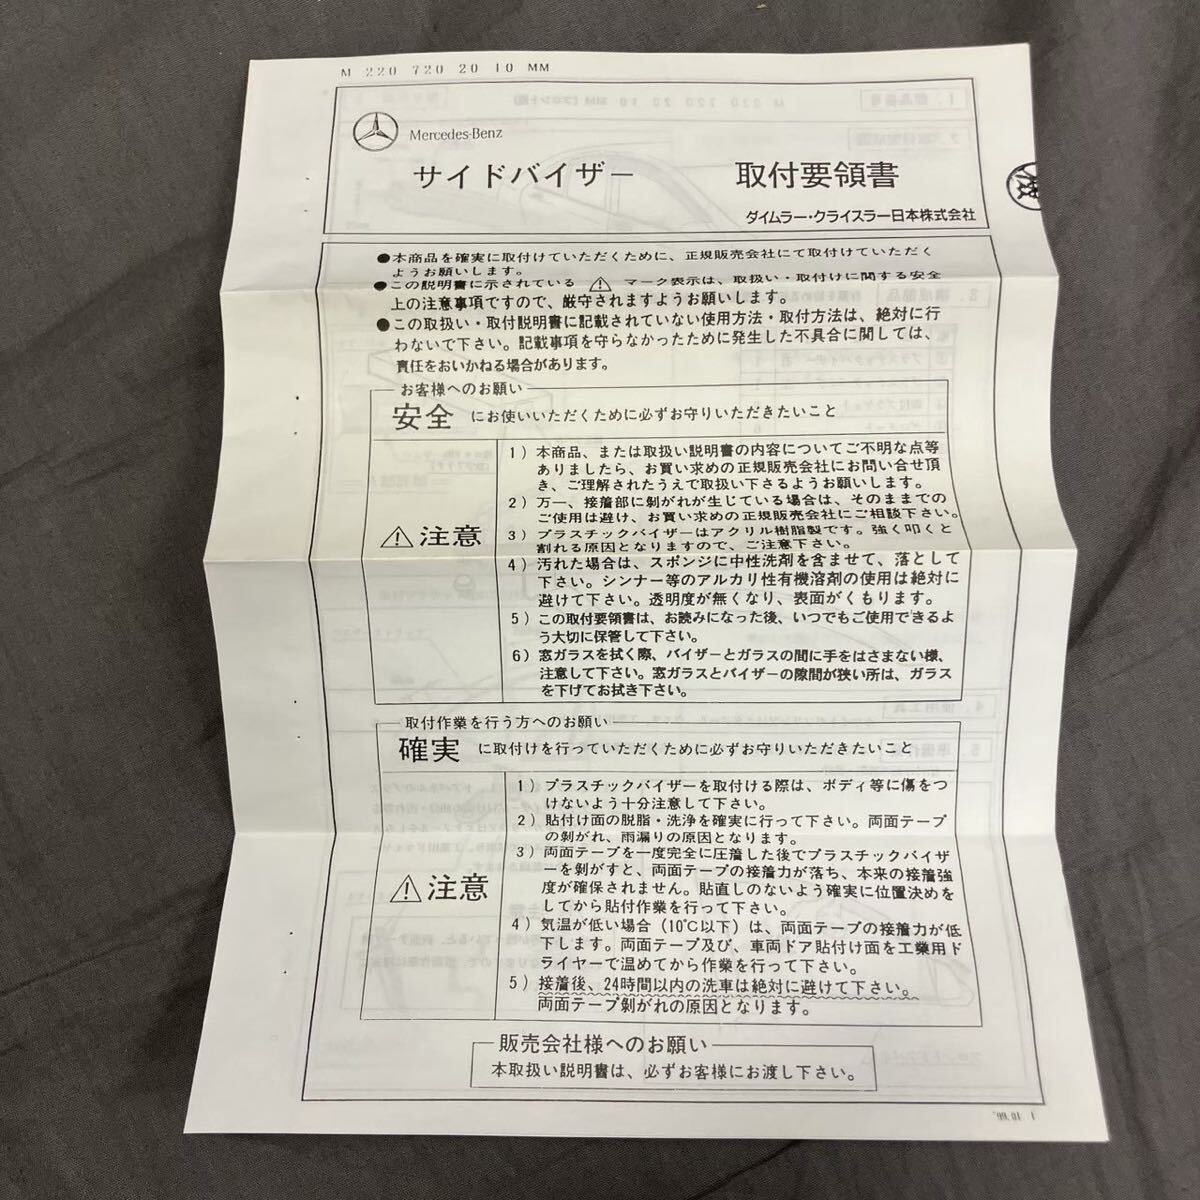 M 220 720 20 10 MM
Mercedes-Benz
サイドバイザー 取付要領書
ダイムラー・クライスラー日本株式会社
●本商品を確実に取付けていただくために、正規販売会社にて取付けていただく
ようお願いします。
●この説明書に示されている ⚠ マーク表示は、取扱い・取付けに関する安全
上の注意事項ですので、厳守されますようお願いします。
●この取扱い・取付説明書に記載されていない使用方法・取付方法は、絶対に行
わないで下さい。記載事項を守らなかったために発生した不具合に関しては、
責任をおいかねる場合があります。
お客様へのお願い
安全 にお使いいただくために必ずお守りいただきたいこと
⚠注意
1) 本商品、または取扱い説明書の内容についてご不明な点等
ありましたら、お買い求めの正規販売会社にお問い合せ頂
き、ご理解されたうえで取扱い下さるようお願いします。
2) 万一、接着部に剝がれが生じている場合は、そのままでの
ご使用は避け、お買い求めの正規販売会社にご相談下さい。
3) プラスチックバイザーはアクリル樹脂製です。強く叩くと
割れる原因となりますので、ご注意下さい。
4) 汚れた場合は、スポンジに中性洗剤を含ませて、落として
下さい。シンナー等のアルカリ性有機溶剤の使用は絶対に
避けて下さい。透明度が無くなり、表面がくもります。
5) この取付要領書は、お読みになった後、いつでもご使用できるよ
う大切に保管して下さい。
6) 窓ガラスを拭く際、バイザーとガラスの間に手をはさまない様、
注意して下さい。窓ガラスとバイザーの隙間が狭い所は、ガラス
を下げてお拭き下さい。
取付作業を行う方へのお願い
確実 に取付けを行っていただくために必ずお守りいただきたいこと
⚠注意
1) プラスチックバイザーを取付ける際は、ボディ等に傷をつ
けないよう十分注意して下さい。
2) 貼付け面の脱脂・洗浄を確実に行って下さい。両面テープ
の剝がれ、雨漏りの原因となります。
3) 両面テープを一度完全に圧着した後でプラスチックバイザ
ーを剝がすと、両面テープの接着力が落ち、本来の接着強
度が確保されません。貼直しのないよう確実に位置決めを
してから貼付作業を行って下さい。
4) 気温が低い場合(10℃以下)は、両面テープの接着力が低
下します。両面テープ及び、車両ドア貼付け面を工業用ド
ライヤーで温めてから作業を行って下さい。
5) 接着後、24時間以内の洗車は絶対に避けて下さい。
両面テープ剝がれの原因となります。
販売会社様へのお願い
本取扱い説明書は、必ずお客様にお渡し下さい。
'99.01 1